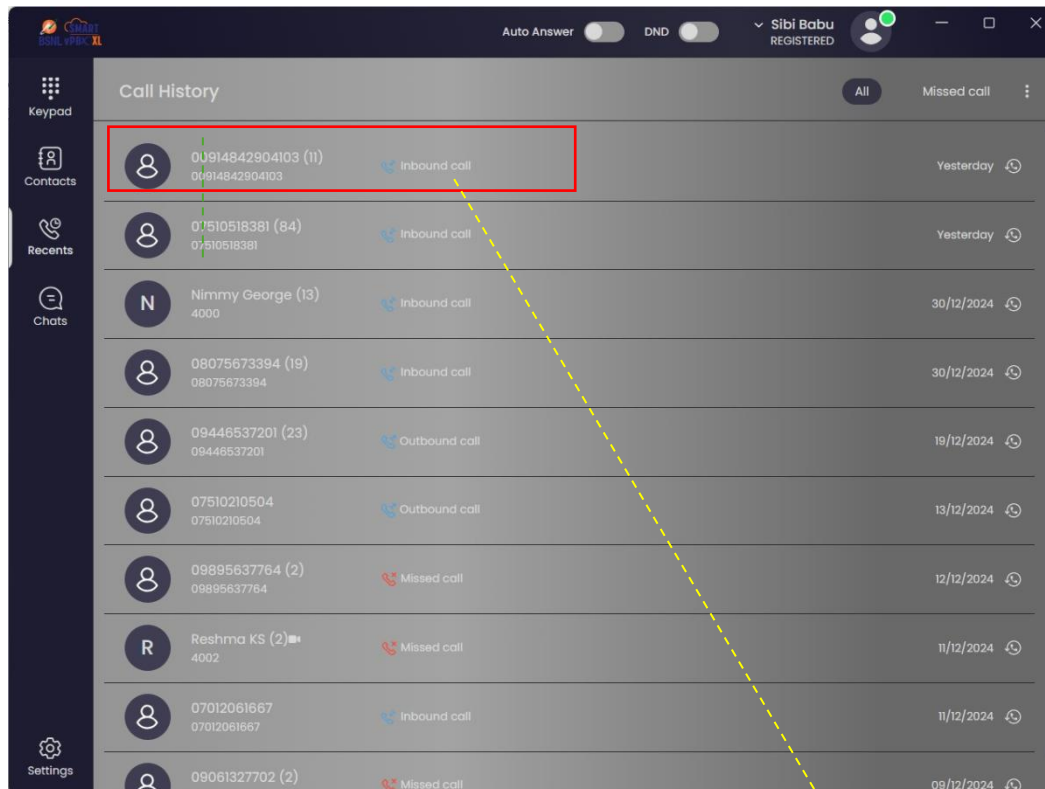 SMART
BSNL vPBX XL
Auto Answer
DND
Sibi Babu
REGISTERED
Keypad
Contacts
Recents
Chats
Settings
Call History
All
Missed call
00914842904103 (11)
00914842904103
Inbound call
Yesterday
07510518381 (84)
07510518381
Inbound call
Yesterday
N
Nimmy George (13)
4000
Inbound call
30/12/2024
08075673394 (19)
08075673394
Inbound call
30/12/2024
09446537201 (23)
09446537201
Outbound call
19/12/2024
07510210504
07510210504
Outbound call
13/12/2024
09895637764 (2)
09895637764
Missed call
12/12/2024
R
Reshma KS (2)
4002
Missed call
11/12/2024
07012061667
07012061667
Inbound call
11/12/2024
09061327702 (2)
Missed call
09/12/2024